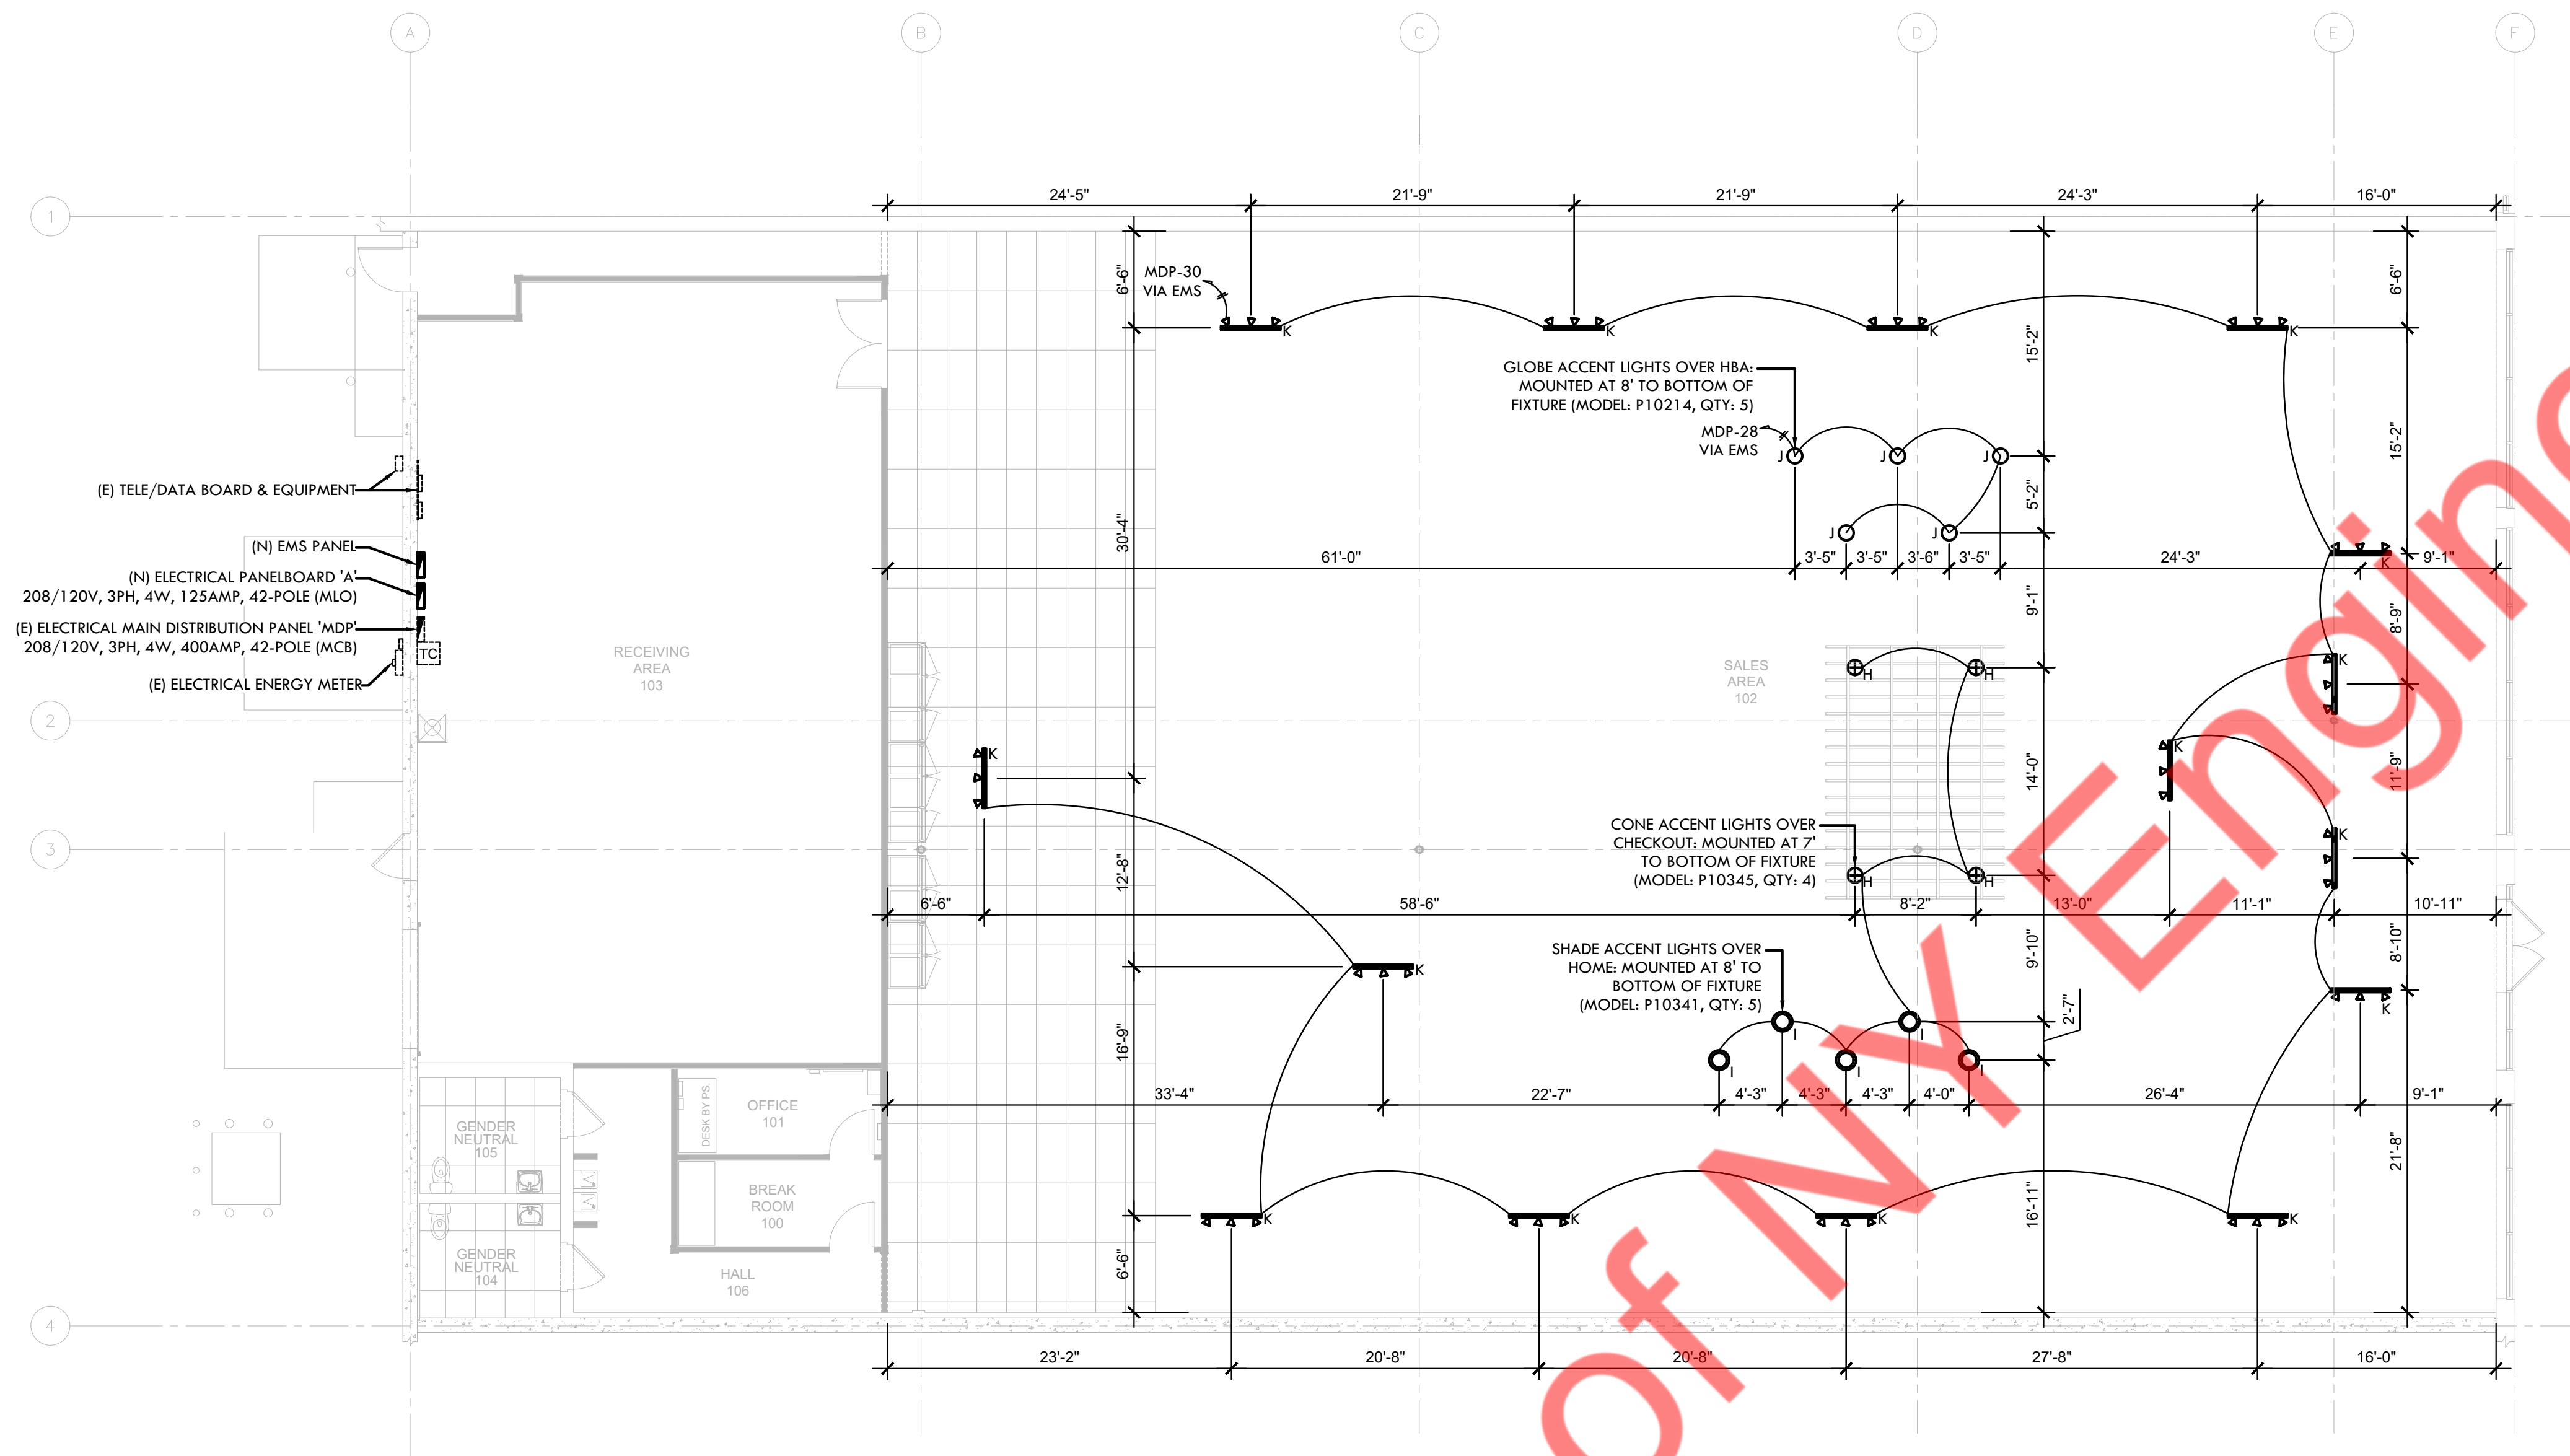 A
B
C
D
E
F
1
2
3
4
24'-5"
21'-9"
21'-9"
24'-3"
16'-0"
6'-6"
MDP-30
VIA EMS
K
K
K
K
6'-6"
15'-2"
GLOBE ACCENT LIGHTS OVER HBA:
MOUNTED AT 8' TO BOTTOM OF
FIXTURE (MODEL: P10214, QTY: 5)
MDP-28
VIA EMS
J
J
J
J
J
15'-2"
5'-2"
(E) TELE/DATA BOARD & EQUIPMENT
(N) EMS PANEL
(N) ELECTRICAL PANELBOARD 'A'
208/120V, 3PH, 4W, 125AMP, 42-POLE (MLO)
(E) ELECTRICAL MAIN DISTRIBUTION PANEL 'MDP'
208/120V, 3PH, 4W, 400AMP, 42-POLE (MCB)
(E) ELECTRICAL ENERGY METER
TC
30'-4"
61'-0"
3'-5"
3'-5"
3'-6"
3'-5"
24'-3"
9'-1"
K
9'-1"
8'-9"
RECEIVING
AREA
103
SALES
AREA
102
H
H
K
K
K
K
14'-0"
11'-9"
CONE ACCENT LIGHTS OVER
CHECKOUT: MOUNTED AT 7'
TO BOTTOM OF FIXTURE
(MODEL: P10345, QTY: 4)
H
H
12'-8"
6'-6"
58'-6"
8'-2"
13'-0"
11'-1"
10'-11"
SHADE ACCENT LIGHTS OVER
HOME: MOUNTED AT 8' TO
BOTTOM OF FIXTURE
(MODEL: P10341, QTY: 5)
9'-10"
8'-10"
K
K
2'-7"
I
I
I
I
I
16'-9"
33'-4"
22'-7"
4'-3"
4'-3"
4'-3"
4'-0"
26'-4"
9'-1"
DESK BY PS.
OFFICE
101
GENDER
NEUTRAL
105
BREAK
ROOM
100
GENDER
NEUTRAL
104
HALL
106
21'-8"
16'-11"
K
K
K
K
6'-6"
23'-2"
20'-8"
20'-8"
27'-8"
16'-0"
of NY Engin